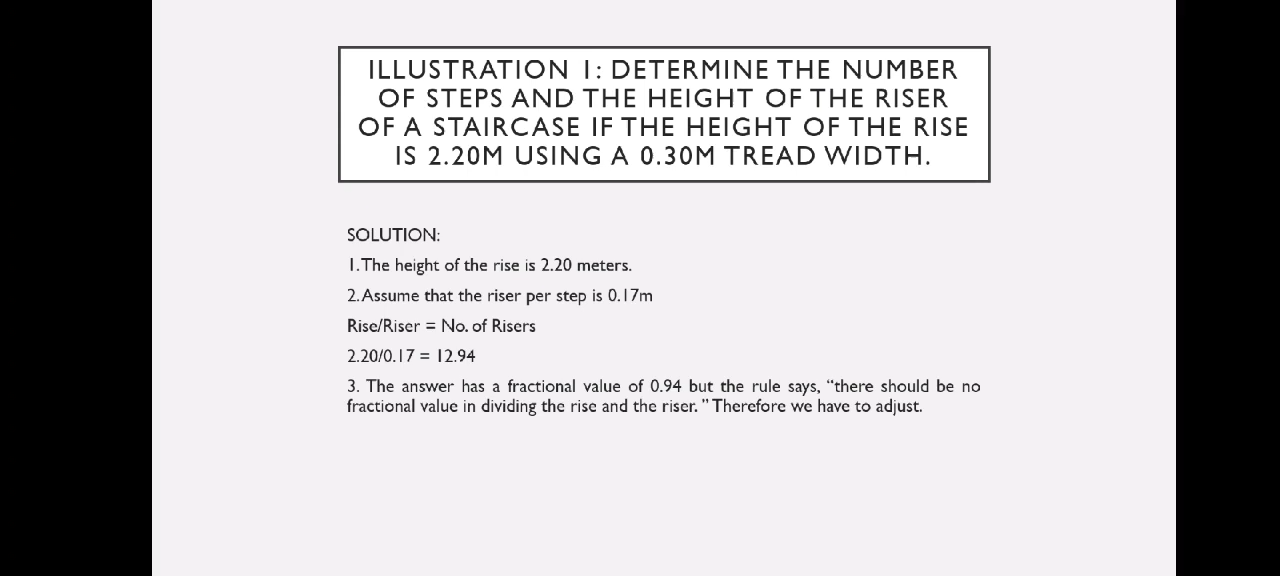 ILLUSTRATION 1: DETERMINE THE NUMBER
OF STEPS AND THE HEIGHT OF THE RISER
OF A STAIRCASE IF THE HEIGHT OF THE RISE
IS 2.20M USING A 0.30M TREAD WIDTH.
SOLUTION:
1.The height of the rise is 2.20 meters.
2.Assume that the riser per step is 0.17m
Rise/Riser = No. of Risers
2.20/0.17 = 12.94
3. The answer has a fractional value of 0.94 but the rule says, “there should be no
fractional value in dividing the rise and the riser. ” Therefore we have to adjust.